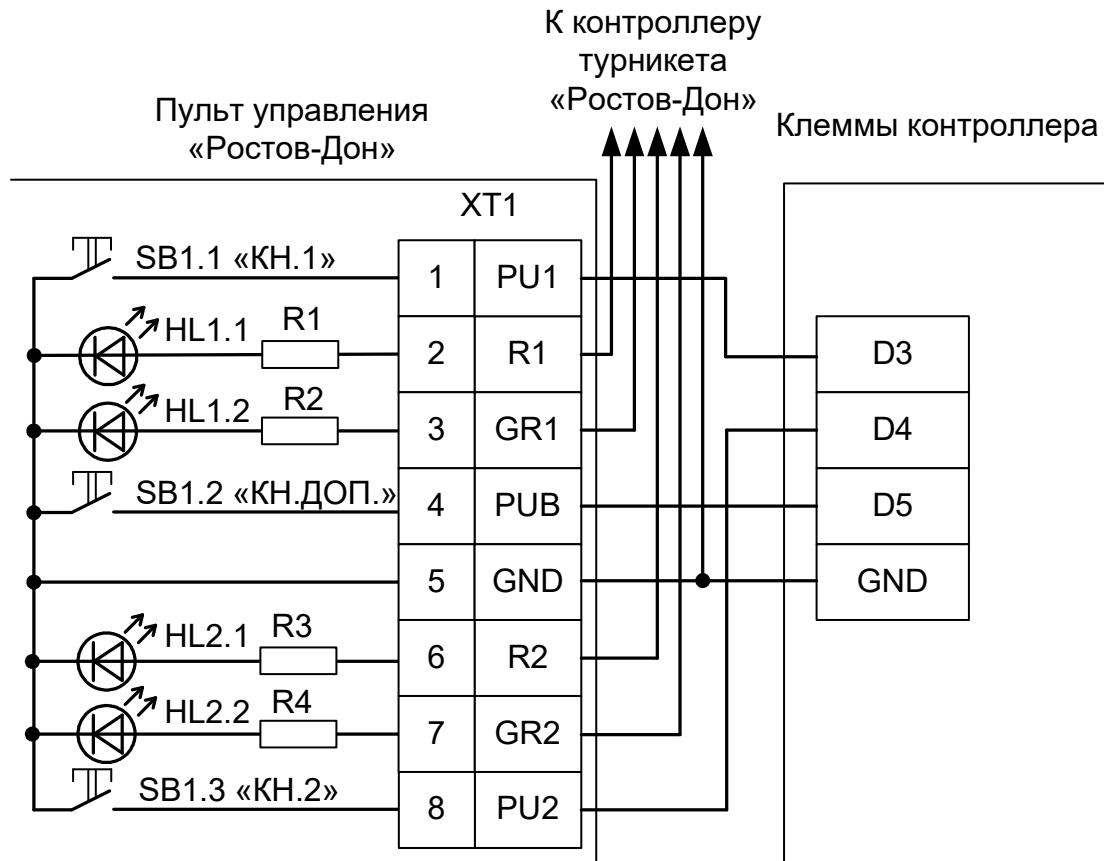 К контроллеру
турникета
«Ростов-Дон»
Пульт управления
«Ростов-Дон»
Клеммы контроллера
XT1
SB1.1 «КН.1»
1 PU1
HL1.1 R1
2 R1
D3
HL1.2 R2
3 GR1
D4
SB1.2 «КН.ДОП.»
4 PUB
D5
5 GND
GND
HL2.1 R3
6 R2
HL2.2 R4
7 GR2
SB1.3 «КН.2»
8 PU2